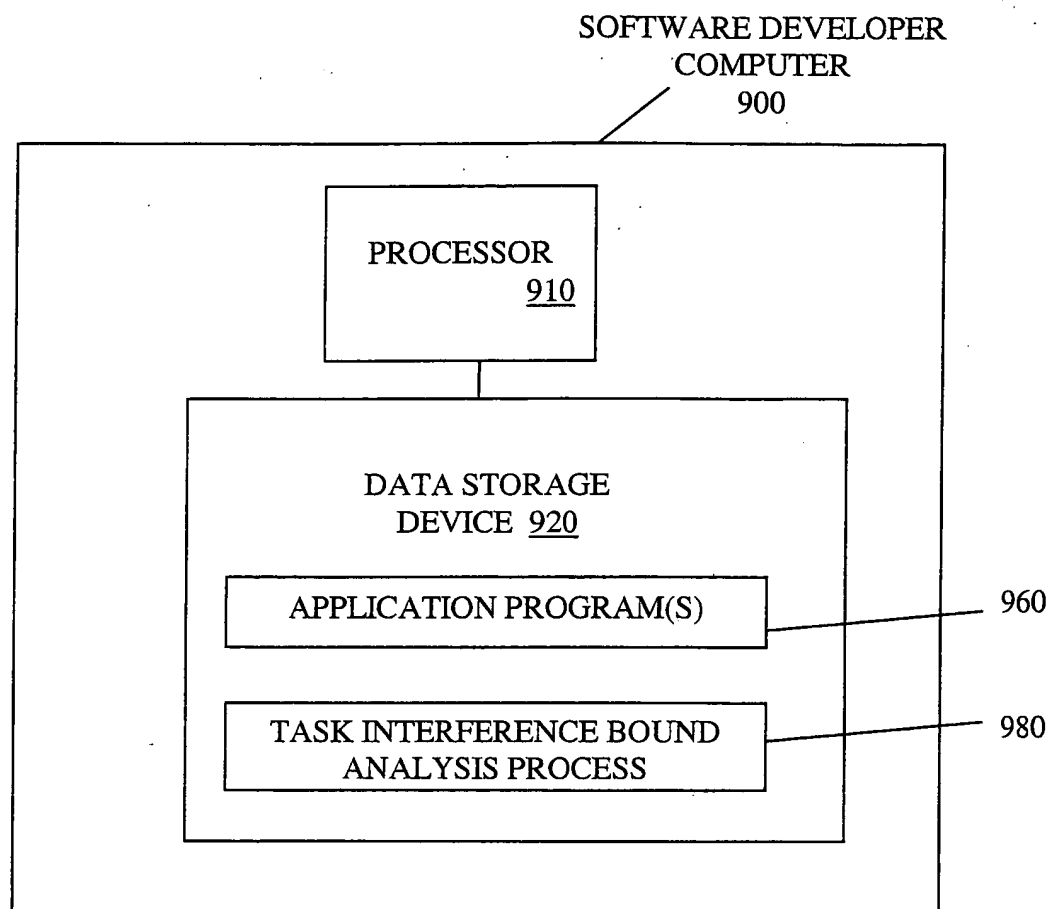 SOFTWARE DEVELOPER
COMPUTER
900
PROCESSOR
910
DATA STORAGE
DEVICE 920
APPLICATION PROGRAM(S)
960
TASK INTERFERENCE BOUND
ANALYSIS PROCESS
980